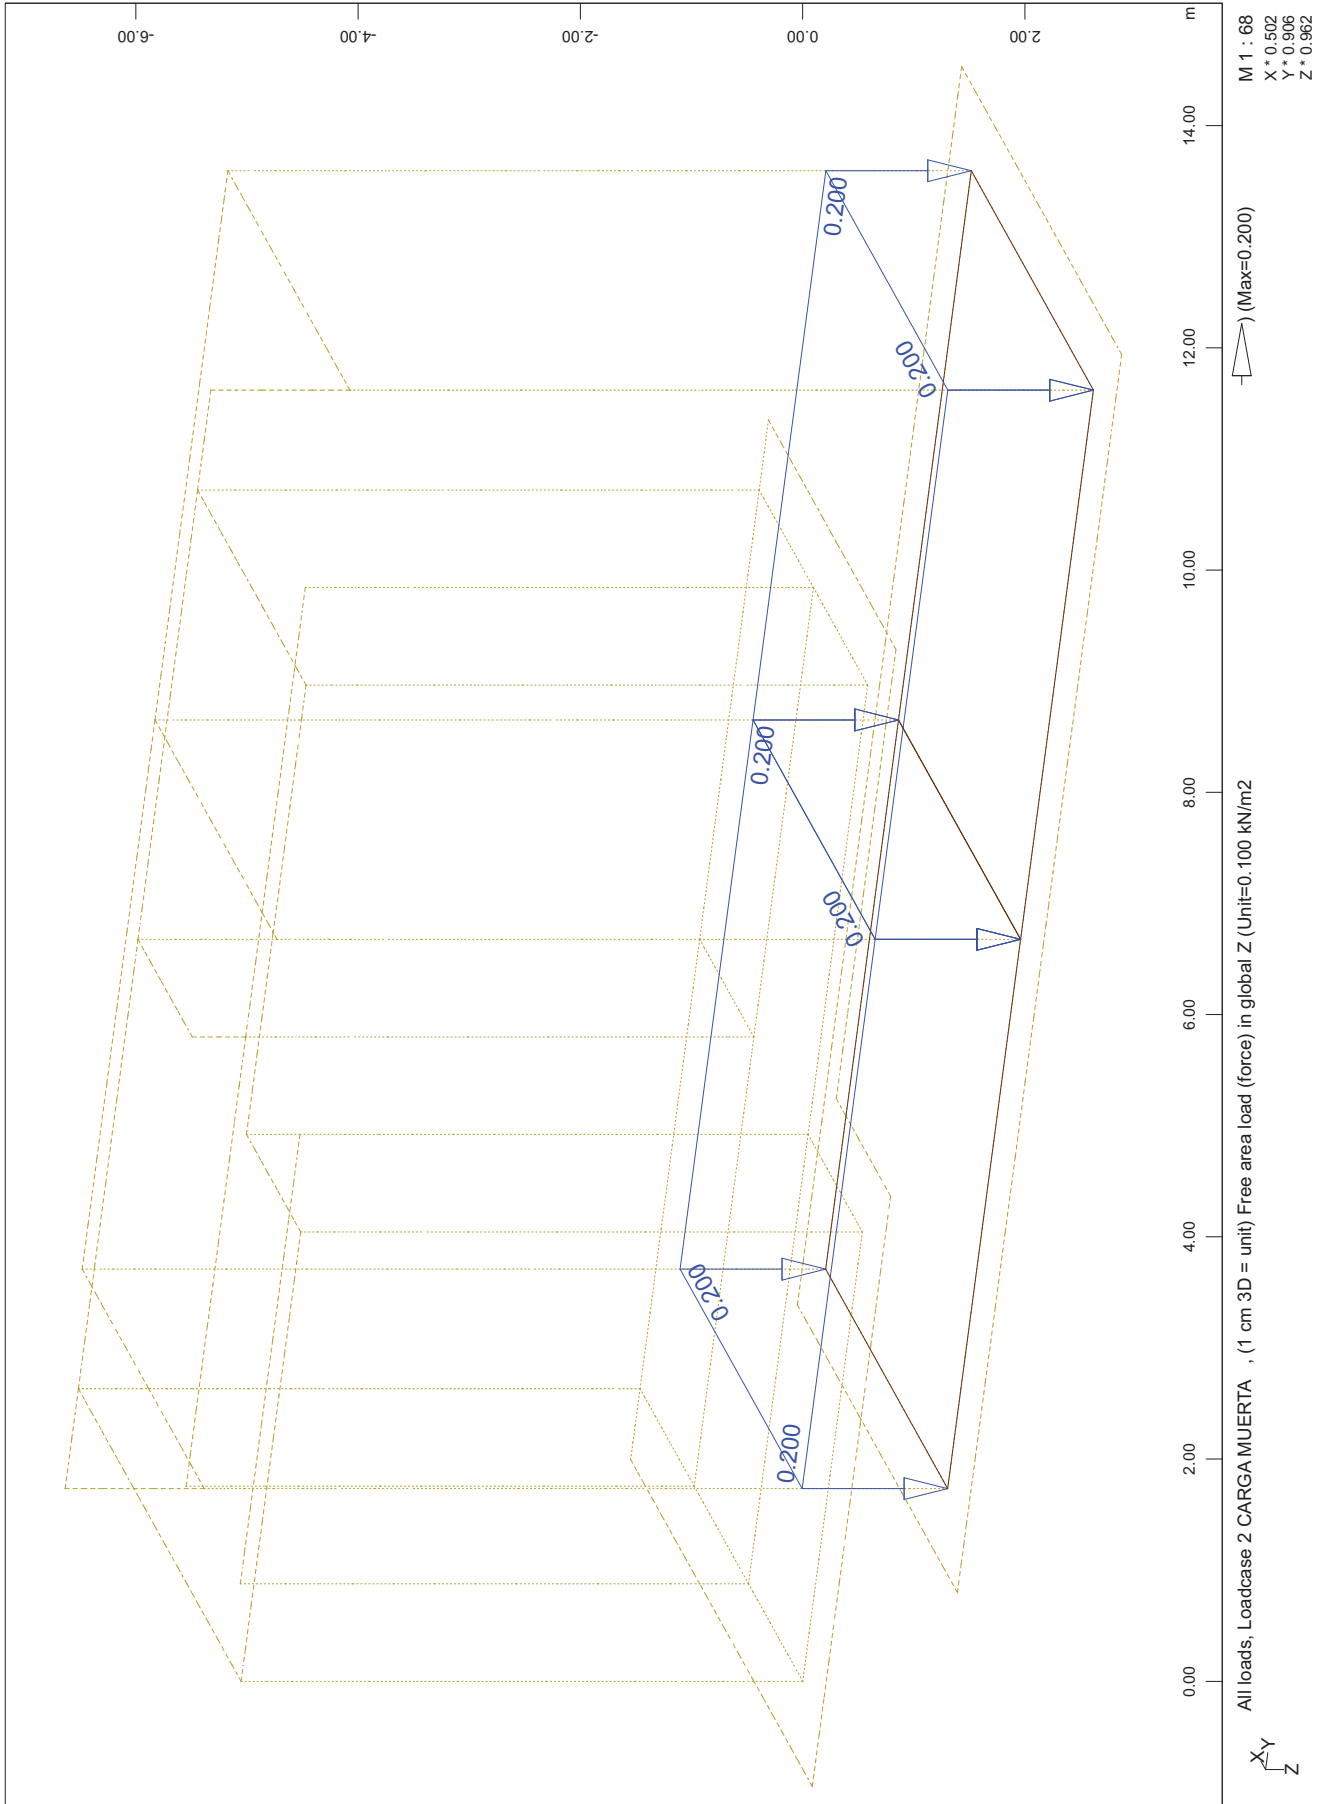 -6.00
-4.00
-2.00
0.00
2.00
m
0.00
2.00
4.00
6.00
8.00
10.00
12.00
14.00
0.200
0.200
0.200
0.200
0.200
0.200
All loads, Loadcase 2 CARGA MUERTA , (1 cm 3D = unit) Free area load (force) in global Z (Unit=0.100 kN/m2 ) (Max=0.200)
M 1 : 68
X * 0.502
Y * 0.906
Z * 0.962
X
Y
Z